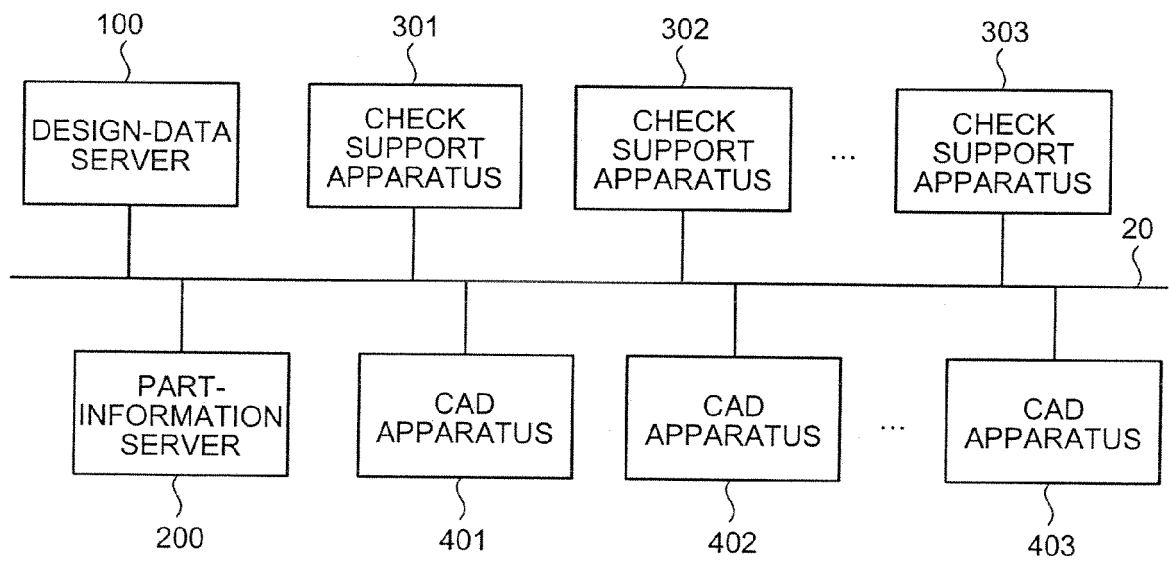 100
301
302
303
DESIGN-DATA
SERVER
CHECK
SUPPORT
APPARATUS
CHECK
SUPPORT
APPARATUS
...
CHECK
SUPPORT
APPARATUS
20
PART-
INFORMATION
SERVER
CAD
APPARATUS
CAD
APPARATUS
...
CAD
APPARATUS
200
401
402
403